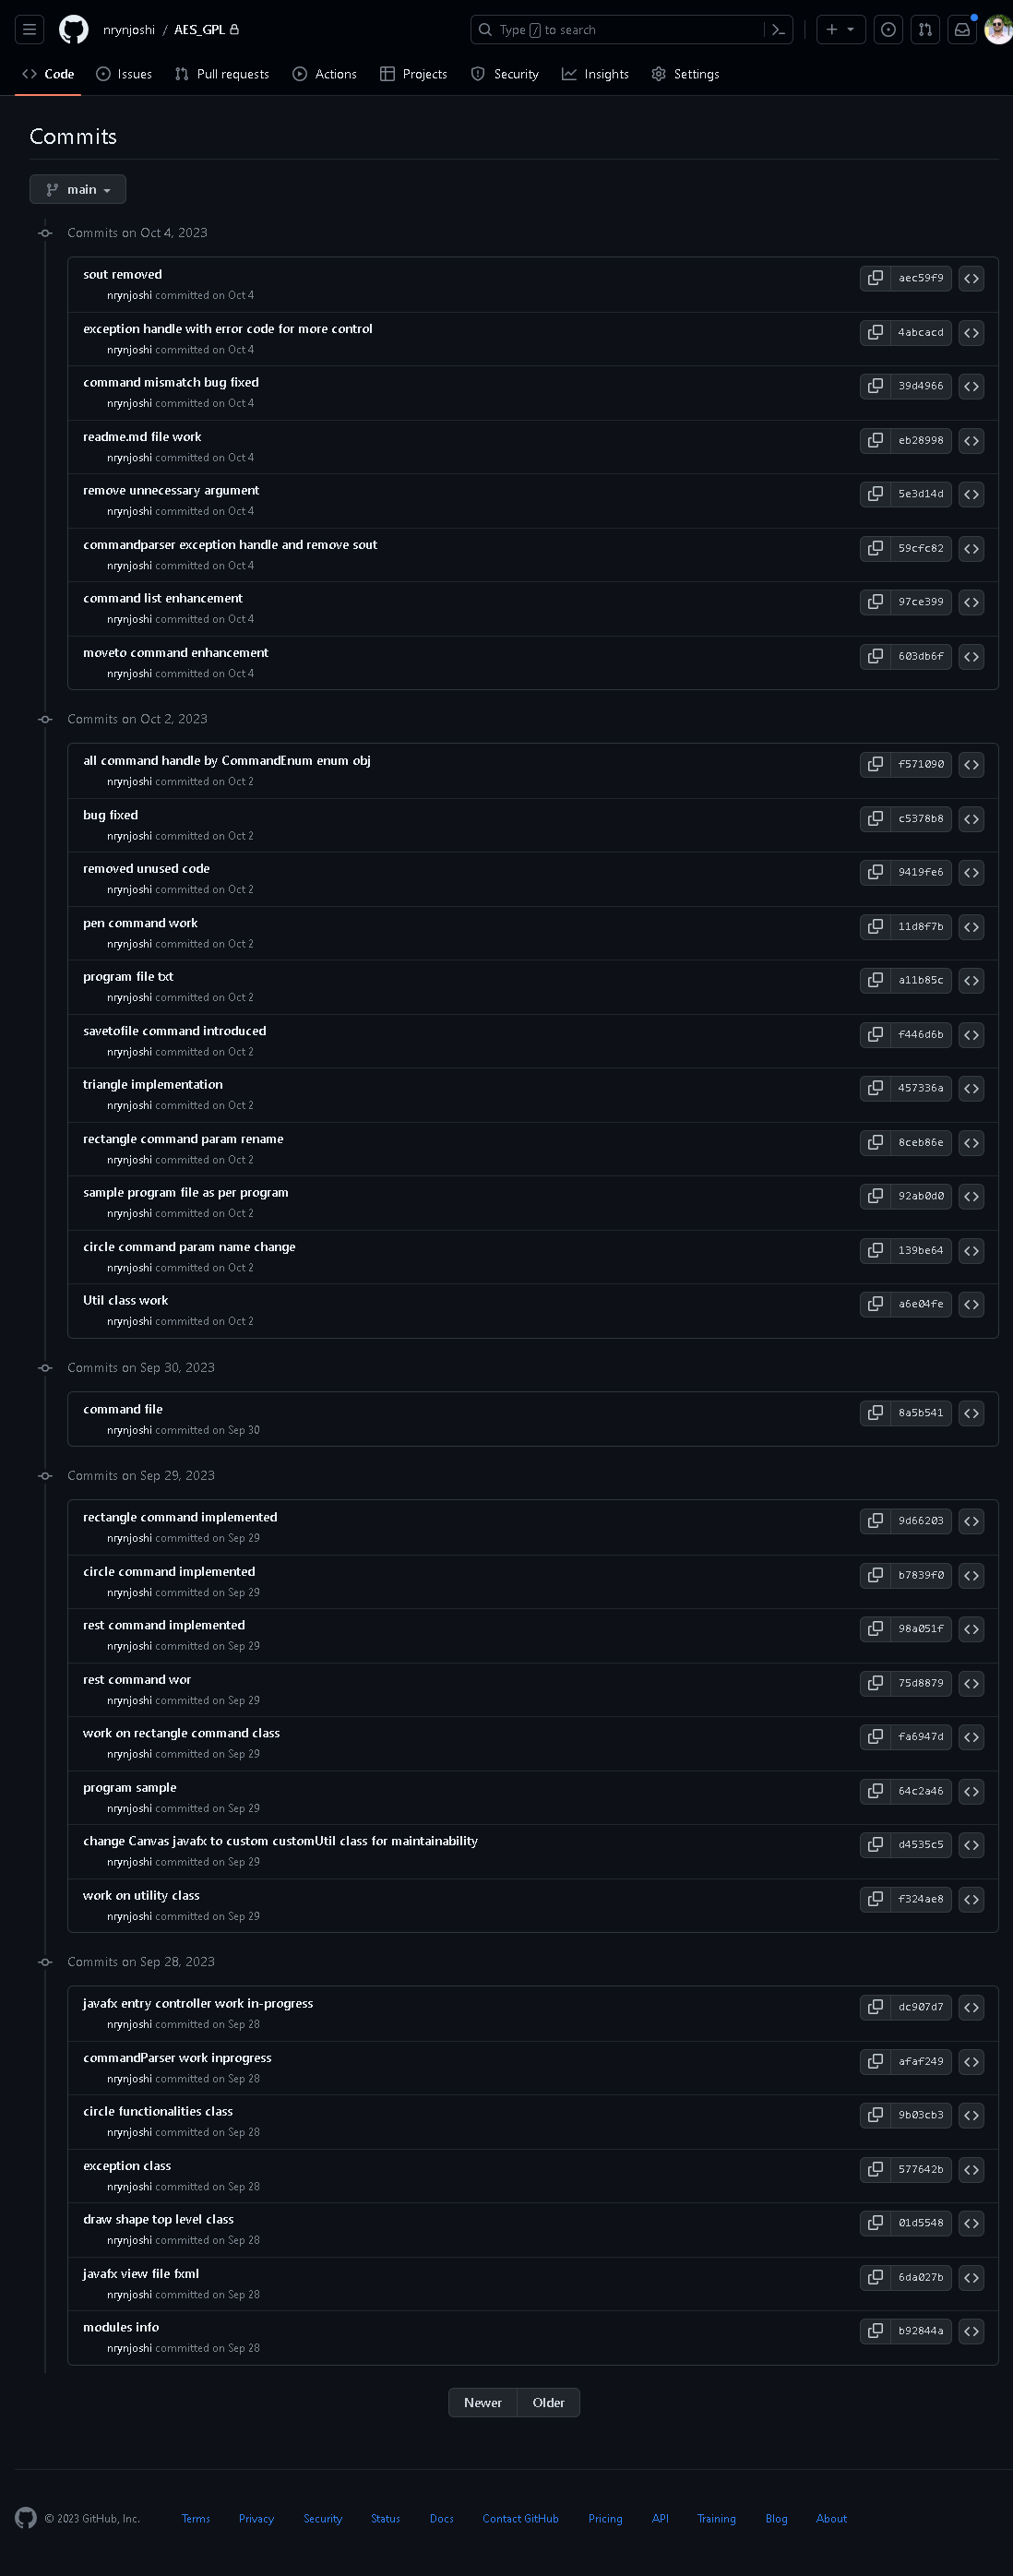 nrynjoshi / AES_GPL
Type / to search
Code Issues Pull requests Actions Projects Security Insights Settings
Commits
main
Commits on Oct 4, 2023
sout removed aec59f9
nrynjoshi committed on Oct 4
exception handle with error code for more control 4abcacd
nrynjoshi committed on Oct 4
command mismatch bug fixed 39d4966
nrynjoshi committed on Oct 4
readme.md file work eb28998
nrynjoshi committed on Oct 4
remove unnecessary argument 5e3d14d
nrynjoshi committed on Oct 4
commandparser exception handle and remove sout 59cfc82
nrynjoshi committed on Oct 4
command list enhancement 97ce399
nrynjoshi committed on Oct 4
moveto command enhancement 603db6f
nrynjoshi committed on Oct 4
Commits on Oct 2, 2023
all command handle by CommandEnum enum obj f571090
nrynjoshi committed on Oct 2
bug fixed c5378b8
nrynjoshi committed on Oct 2
removed unused code 9419fe6
nrynjoshi committed on Oct 2
pen command work 11d8f7b
nrynjoshi committed on Oct 2
program file txt a11b85c
nrynjoshi committed on Oct 2
savetofile command introduced f446d6b
nrynjoshi committed on Oct 2
triangle implementation 457336a
nrynjoshi committed on Oct 2
rectangle command param rename 8ceb86e
nrynjoshi committed on Oct 2
sample program file as per program 92ab0d0
nrynjoshi committed on Oct 2
circle command param name change 139be64
nrynjoshi committed on Oct 2
Util class work a6e04fe
nrynjoshi committed on Oct 2
Commits on Sep 30, 2023
command file 8a5b541
nrynjoshi committed on Sep 30
Commits on Sep 29, 2023
rectangle command implemented 9d66203
nrynjoshi committed on Sep 29
circle command implemented b7839f0
nrynjoshi committed on Sep 29
rest command implemented 98a051f
nrynjoshi committed on Sep 29
rest command wor 75d8879
nrynjoshi committed on Sep 29
work on rectangle command class fa6947d
nrynjoshi committed on Sep 29
program sample 64c2a46
nrynjoshi committed on Sep 29
change Canvas javafx to custom customUtil class for maintainability d4535c5
nrynjoshi committed on Sep 29
work on utility class f324ae8
nrynjoshi committed on Sep 29
Commits on Sep 28, 2023
javafx entry controller work in-progress dc907d7
nrynjoshi committed on Sep 28
commandParser work inprogress afaf249
nrynjoshi committed on Sep 28
circle functionalities class 9b03cb3
nrynjoshi committed on Sep 28
exception class 577642b
nrynjoshi committed on Sep 28
draw shape top level class 01d5548
nrynjoshi committed on Sep 28
javafx view file fxml 6da027b
nrynjoshi committed on Sep 28
modules info b92844a
nrynjoshi committed on Sep 28
Newer Older
© 2023 GitHub, Inc. Terms Privacy Security Status Docs Contact GitHub Pricing API Training Blog About